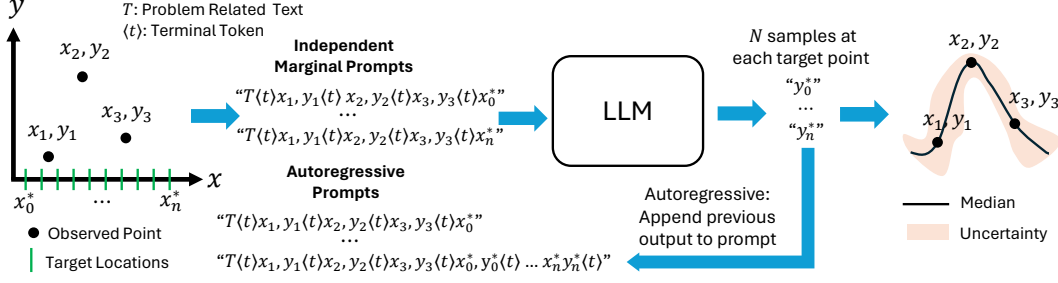 y
T: Problem Related Text
⟨t⟩: Terminal Token
x₂, y₂
x₃, y₃
x₁, y₁
x
x₀* ... xₙ*
Observed Point
Target Locations
Independent
Marginal Prompts
“T⟨t⟩x₁, y₁⟨t⟩ x₂, y₂⟨t⟩x₃, y₃⟨t⟩x₀*”
...
“T⟨t⟩x₁, y₁⟨t⟩x₂, y₂⟨t⟩x₃, y₃⟨t⟩xₙ*”
Autoregressive
Prompts
“T⟨t⟩x₁, y₁⟨t⟩x₂, y₂⟨t⟩x₃, y₃⟨t⟩x₀*”
...
“T⟨t⟩x₁, y₁⟨t⟩x₂, y₂⟨t⟩x₃, y₃⟨t⟩x₀*, y₀*⟨t⟩ ... xₙ*yₙ*⟨t⟩”
LLM
N samples at
each target point
“y₀*”
...
“yₙ*”
Autoregressive:
Append previous
output to prompt
x₂, y₂
x₃, y₃
x₁, y₁
Median
Uncertainty